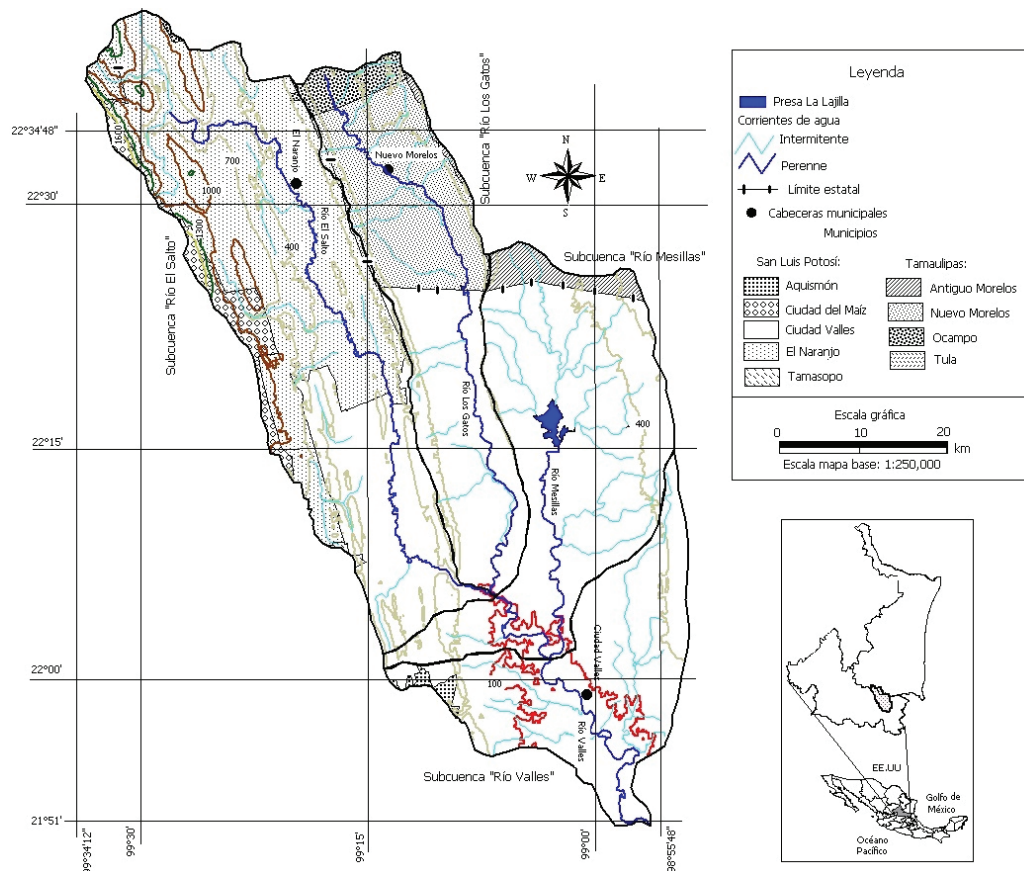 Subcuenca "Río Los Gatos"
22°34'48"
1600
700
El Naranjo
Nuevo Morelos
1000
22°30'
N
W
E
S
1300
Río El Salto
400
Subcuenca "Río El Salto"
Subcuenca "Río Mesillas"
Río Los Gatos
400
22°15'
Río Mesillas
Ciudad Valles
22°00'
100
Río Valles
Subcuenca "Río Valles"
21°51'
99°34'12"
99°30'
99°15'
99°00'
98°55'48"
Leyenda
Presa La Lajilla
Corrientes de agua
Intermitente
Perenne
Límite estatal
Cabeceras municipales
Municipios
San Luis Potosí:
Aquismón
Ciudad del Maíz
Ciudad Valles
El Naranjo
Tamasopo
Tamaulipas:
Antiguo Morelos
Nuevo Morelos
Ocampo
Tula
Escala gráfica
0 10 20
km
Escala mapa base: 1:250,000
EE.UU
Golfo de
México
Océano
Pacífico